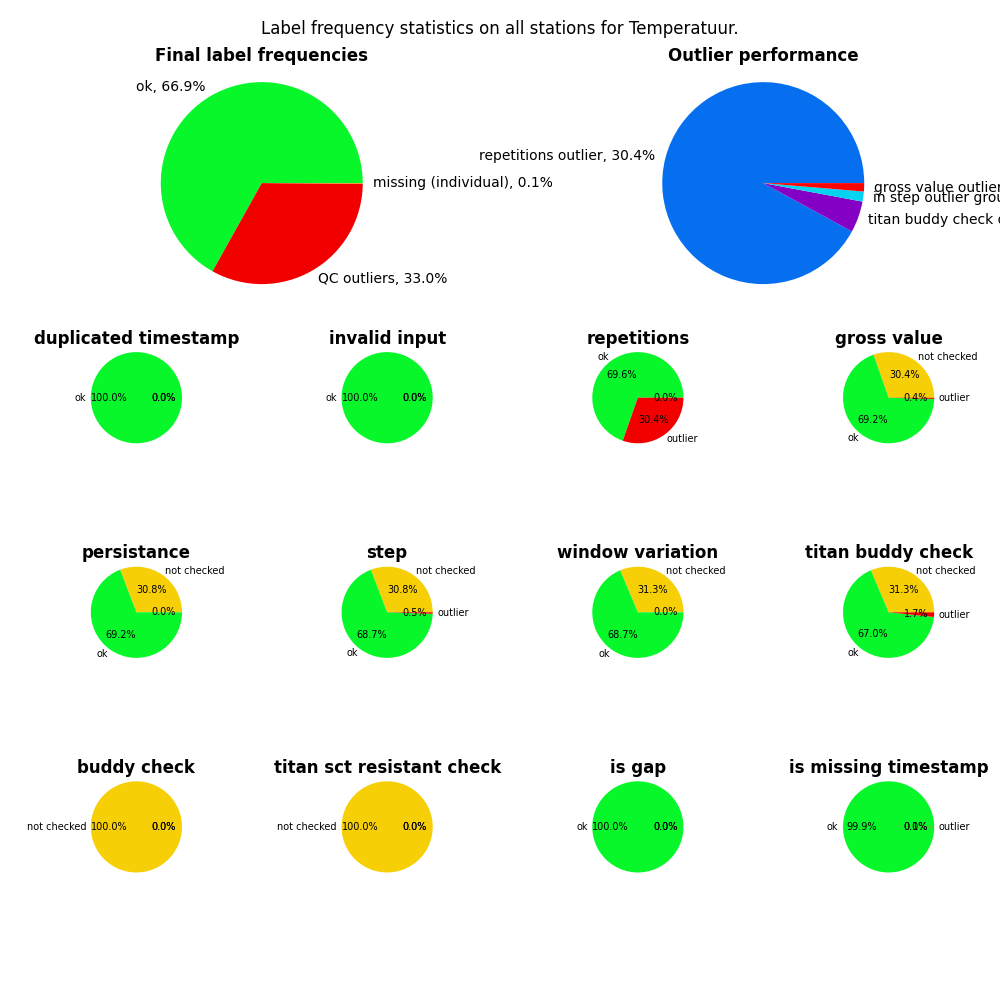 Label frequency statistics on all stations for Temperatuur.
Final label frequencies
Outlier performance
ok, 66.9%
missing (individual), 0.1%
QC outliers, 33.0%
repetitions outlier, 30.4%
gross value outlier
in step outlier grou
titan buddy check
duplicated timestamp
invalid input
repetitions
gross value
ok 100.0% 0.0%
ok 100.0% 0.0%
ok
69.6%
0.0%
30.4%
outlier
not checked
30.4%
0.4% outlier
69.2%
ok
persistance
step
window variation
titan buddy check
not checked
30.8%
0.0%
69.2%
ok
not checked
30.8%
0.5% outlier
68.7%
ok
not checked
31.3%
0.0%
68.7%
ok
not checked
31.3%
1.7% outlier
67.0%
ok
buddy check
titan sct resistant check
is gap
is missing timestamp
not checked 100.0% 0.0%
not checked 100.0% 0.0%
ok 100.0% 0.0%
ok 99.9% outlier